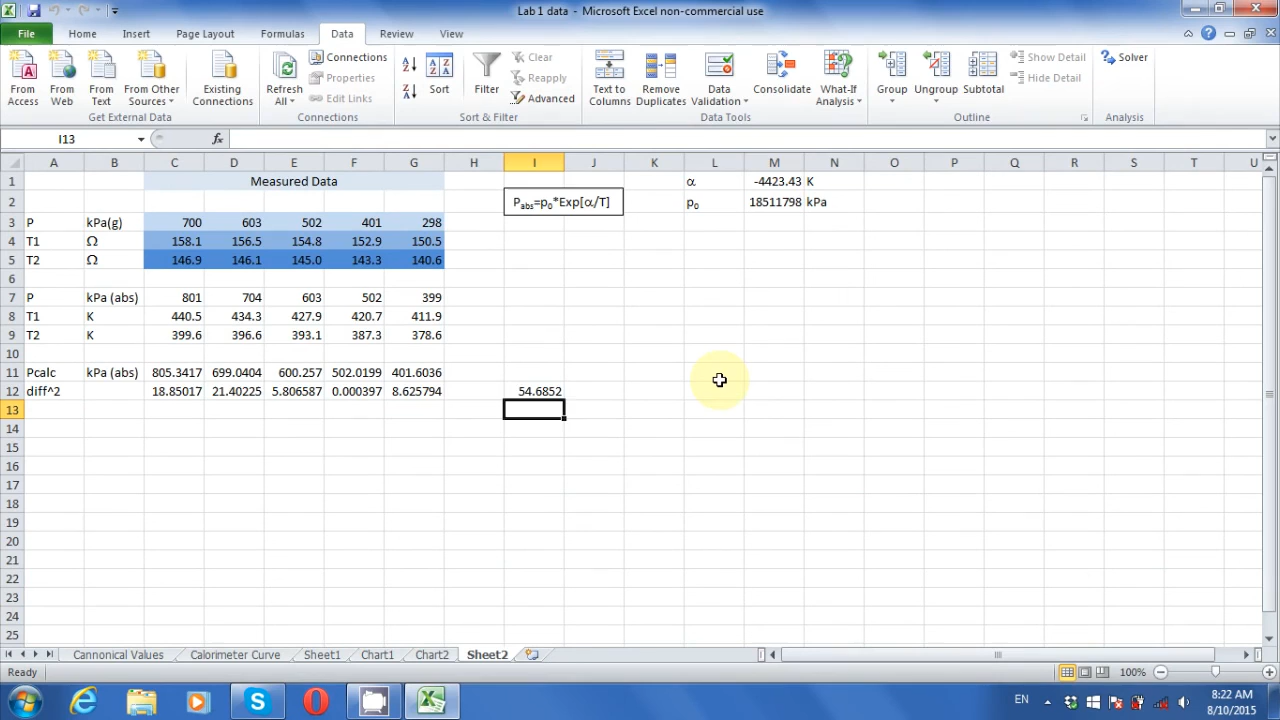 Lab 1 data - Microsoft Excel non-commercial use
File Home Insert Page Layout Formulas Data Review View
From Access
From Web
From Text
From Other Sources
Existing Connections
Get External Data
Refresh All
Connections
Properties
Edit Links
Connections
Sort
Filter
Clear
Reapply
Advanced
Sort & Filter
Text to Columns
Remove Duplicates
Data Validation
Consolidate
What-If Analysis
Data Tools
Group
Ungroup
Subtotal
Show Detail
Hide Detail
Outline
Solver
Analysis
I13 fx
A B C D E F G H I J K L M N O P Q R S T U
1 Measured Data α -4423.43 K
2 Pabs=p0*Exp[α/T] p0 18511798 kPa
3 P kPa(g) 700 603 502 401 298
4 T1 Ω 158.1 156.5 154.8 152.9 150.5
5 T2 Ω 146.9 146.1 145.0 143.3 140.6
6
7 P kPa (abs) 801 704 603 502 399
8 T1 K 440.5 434.3 427.9 420.7 411.9
9 T2 K 399.6 396.6 393.1 387.3 378.6
10
11 Pcalc kPa (abs) 805.3417 699.0404 600.257 502.0199 401.6036
12 diff^2 18.85017 21.40225 5.806587 0.000397 8.625794 54.6852
13
14
15
16
17
18
19
20
21
22
23
24
25
Cannonical Values Calorimeter Curve Sheet1 Chart1 Chart2 Sheet2
Ready 100%
EN 8:22 AM
8/10/2015